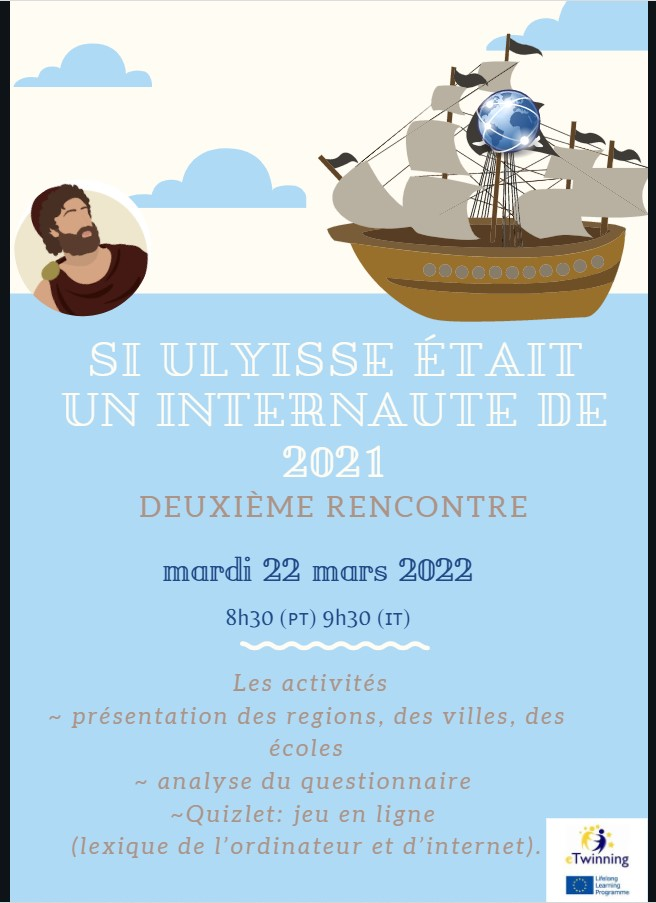 SI ULYISSE ÉTAIT
UN INTERNAUTE DE
2021
DEUXIÈME RENCONTRE
mardi 22 mars 2022
8h30 (PT) 9h30 (IT)
Les activités
~ présentation des regions, des villes, des
écoles
~ analyse du questionnaire
~Quizlet: jeu en ligne
(lexique de l'ordinateur et d'internet).
eTwinning
Lifelong
Learning
Programme